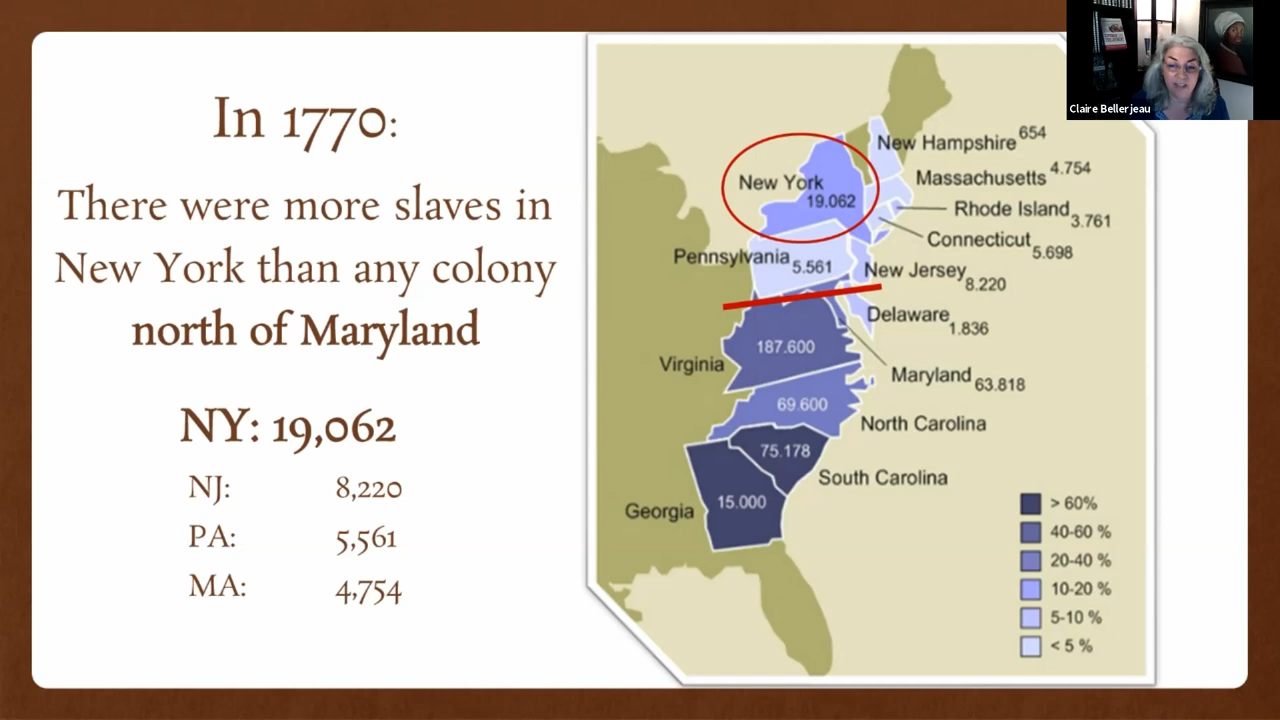 In 1770:
There were more slaves in
New York than any colony
north of Maryland
NY: 19,062
NJ: 8,220
PA: 5,561
MA: 4,754
New Hampshire 654
Massachusetts 4.754
New York
19.062
Rhode Island 3.761
Connecticut 5.698
Pennsylvania 5.561
New Jersey 8.220
Delaware 1.836
187.600
Virginia
Maryland 63.818
69.600
North Carolina
75.178
South Carolina
15.000
Georgia
> 60%
40-60 %
20-40 %
10-20 %
5-10 %
< 5 %
Claire Bellerjeau